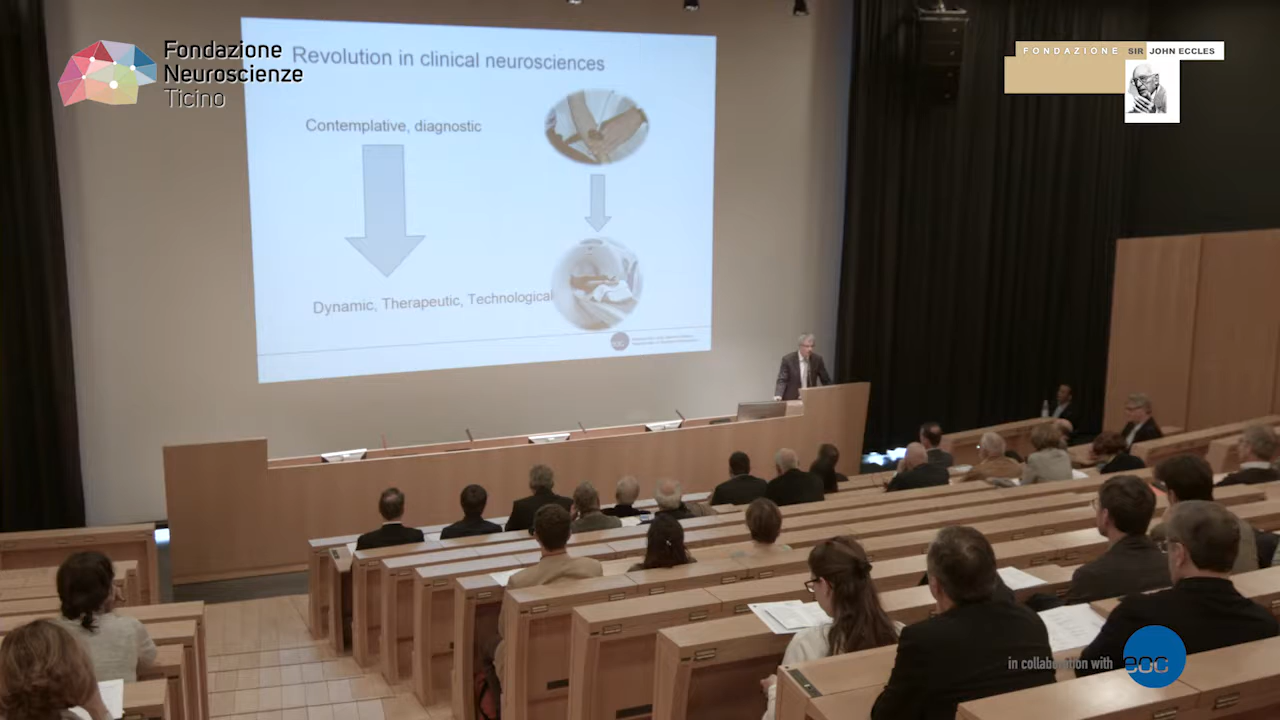 Fondazione
Neuroscienze
Ticino
Revolution in clinical neurosciences
FONDAZIONE SIR JOHN ECCLES
Contemplative, diagnostic
Dynamic, Therapeutic, Technological
eoc
in collaboration with
eoc